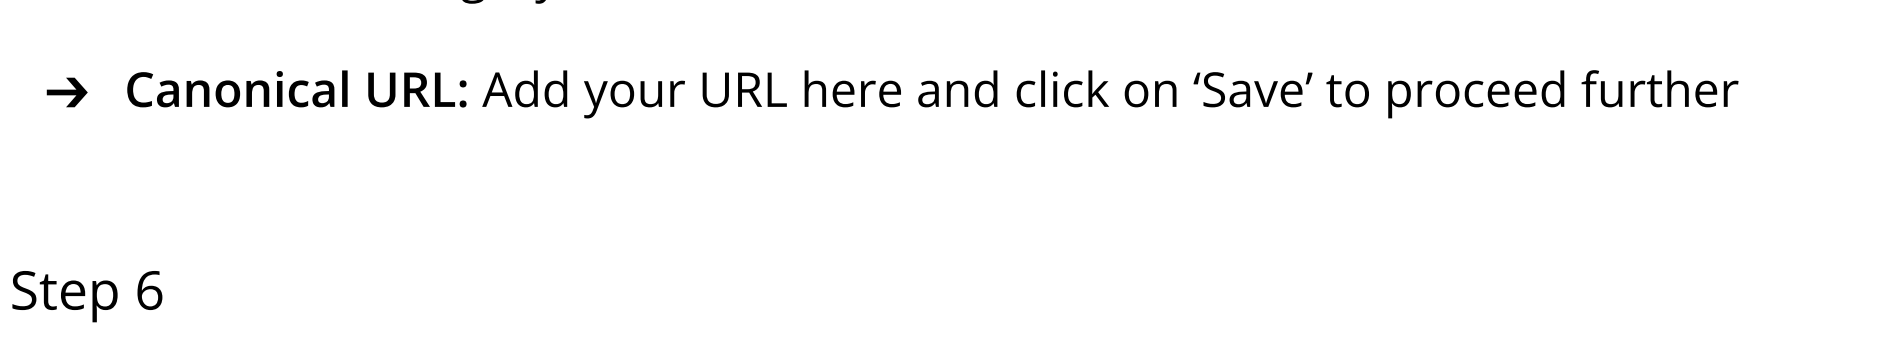 ➔ Canonical URL: Add your URL here and click on ‘Save’ to proceed further
Step 6